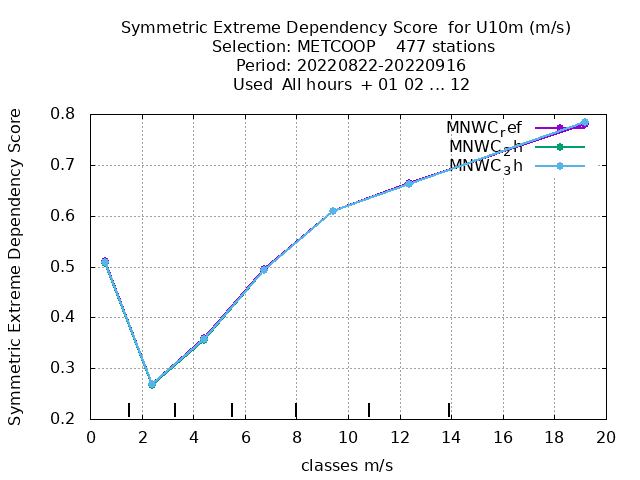 Symmetric Extreme Dependency Score  for U10m (m/s)
Selection: METCOOP    477 stations
Period: 20220822-20220916
Used  All hours  + 01 02 ... 12
Symmetric Extreme Dependency Score
0.8
0.7
0.6
0.5
0.4
0.3
0.2
MNWC_ref
MNWC_2h
MNWC_3h
0 2 4 6 8 10 12 14 16 18 20
classes m/s